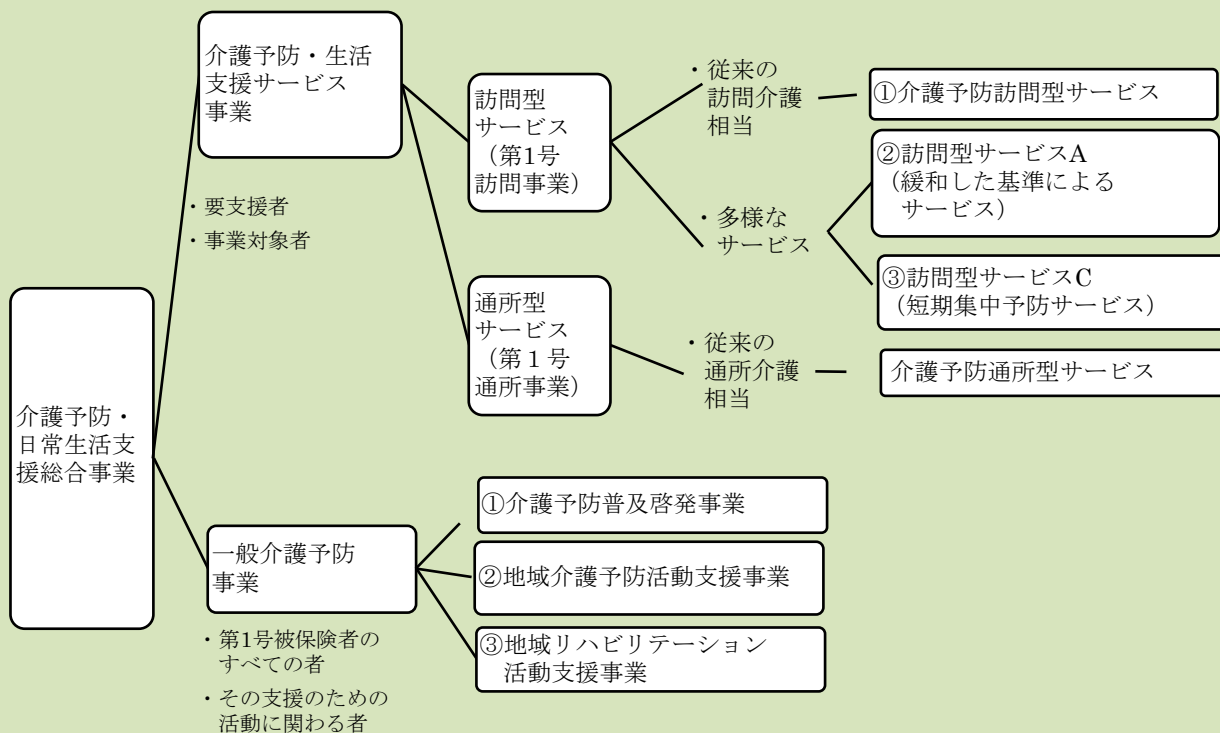 介護予防・
日常生活支
援総合事業
介護予防・生活
支援サービス
事業
・要支援者
・事業対象者
訪問型
サービス
（第1号
訪問事業）
・従来の
訪問介護
相当
①介護予防訪問型サービス
・多様な
サービス
②訪問型サービスA
（緩和した基準による
サービス）
③訪問型サービスC
（短期集中予防サービス）
通所型
サービス
（第１号
通所事業）
・従来の
通所介護
相当
介護予防通所型サービス
一般介護予防
事業
・第1号被保険者の
すべての者
・その支援のための
活動に関わる者
①介護予防普及啓発事業
②地域介護予防活動支援事業
③地域リハビリテーション
活動支援事業